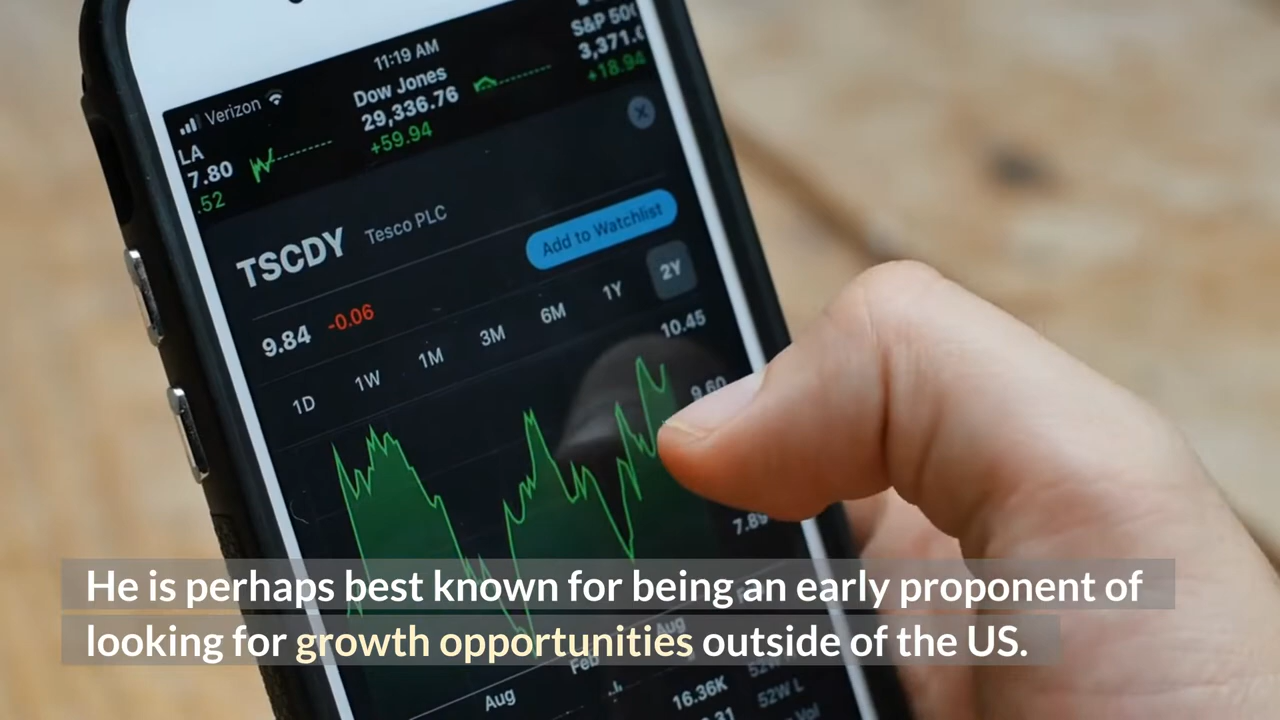 11:19 AM
Verizon
LA
7.80
.52
Dow Jones
29,336.76
+59.94
S&P 500
3,371.0
+18.94
TSCDY Tesco PLC
Add to Watchlist
9.84 -0.06
1D 1W 1M 3M 6M 1Y 2Y
10.45
9.60
7.89
He is perhaps best known for being an early proponent of
looking for growth opportunities outside of the US.
Aug Feb Aug
16.36K
52W L